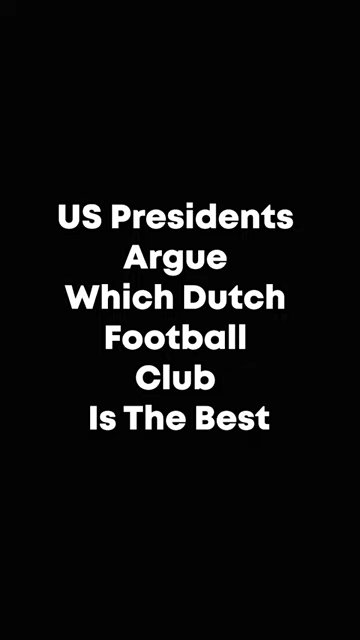 US Presidents
Argue
Which Dutch
Football
Club
Is The Best